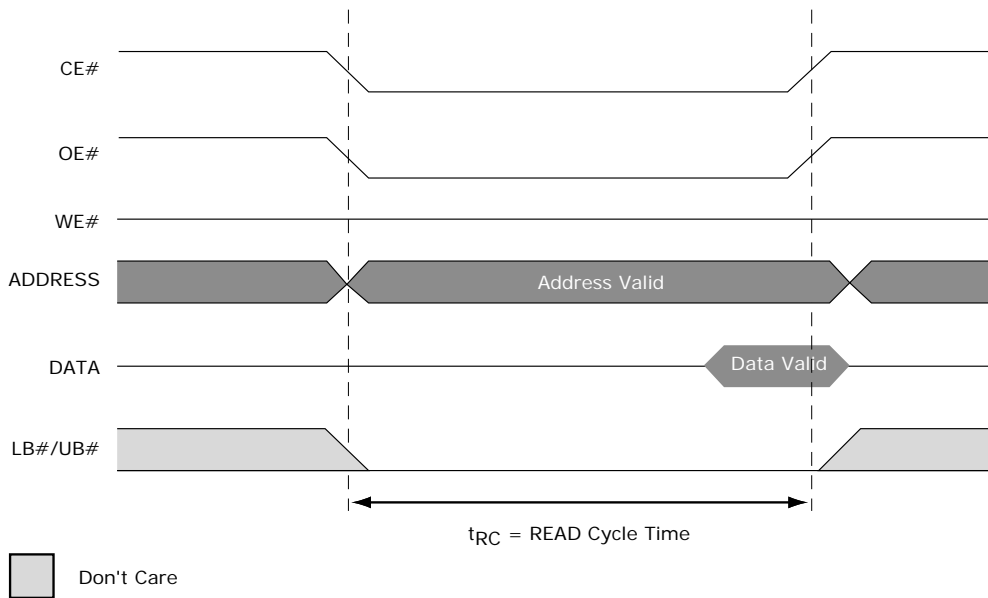 CE#
OE#
WE#
ADDRESS
Address Valid
DATA
Data Valid
LB#/UB#
tRC = READ Cycle Time
Don't Care